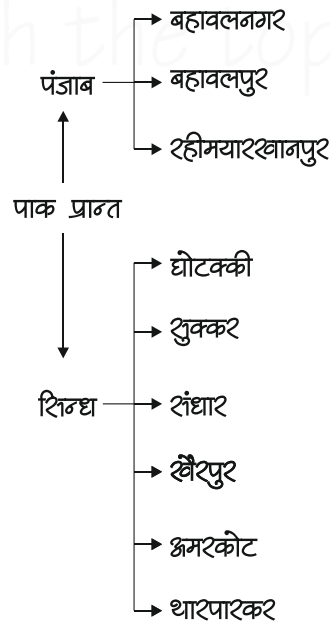 बहावलनगर
पंजाब
बहावलपुर
रहीमयारखानपुर
पाक प्रान्त
घोटक्की
सुक्कर
सिन्ध
संधार
खैरपुर
अमरकोट
थारपारकर